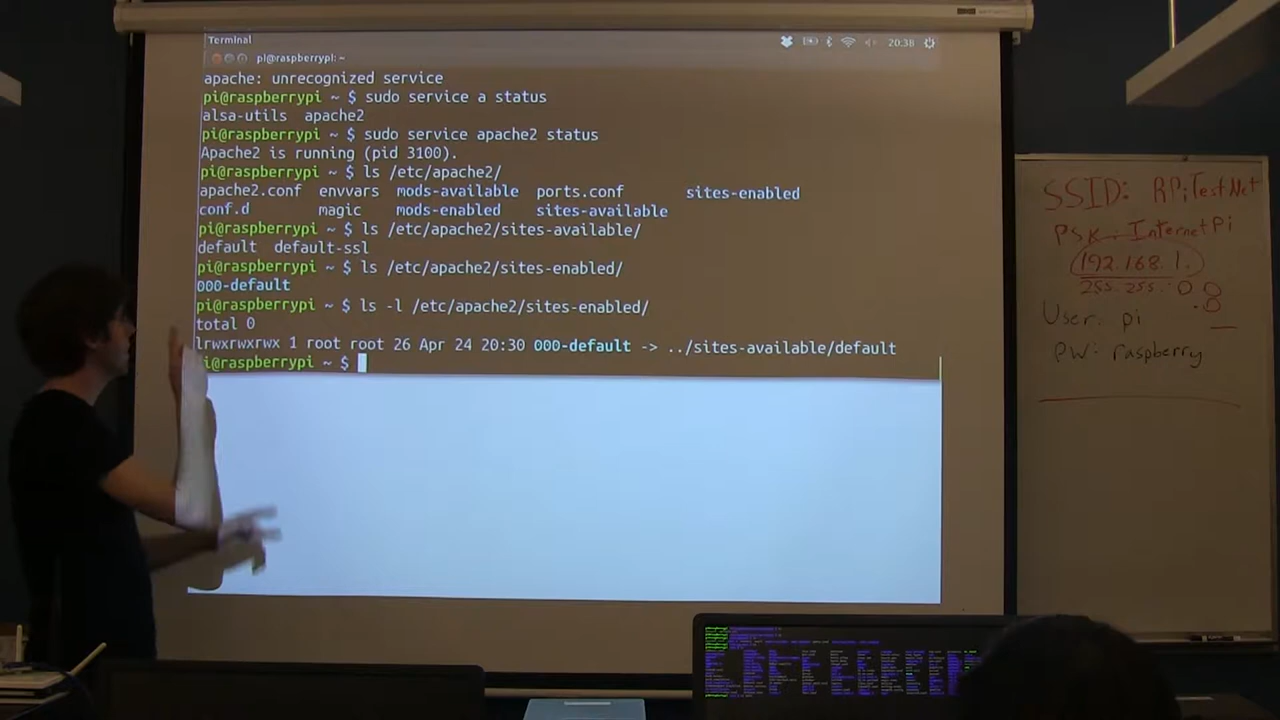 Terminal
20:38
pi@raspberrypi: ~
apache: unrecognized service
pi@raspberrypi ~ $ sudo service a status
alsa-utils apache2
pi@raspberrypi ~ $ sudo service apache2 status
Apache2 is running (pid 3100).
pi@raspberrypi ~ $ ls /etc/apache2/
apache2.conf envvars mods-available ports.conf sites-enabled
conf.d magic mods-enabled sites-available
pi@raspberrypi ~ $ ls /etc/apache2/sites-available/
default default-ssl
pi@raspberrypi ~ $ ls /etc/apache2/sites-enabled/
000-default
pi@raspberrypi ~ $ ls -l /etc/apache2/sites-enabled/
total 0
lrwxrwxrwx 1 root root 26 Apr 24 20:30 000-default -> ../sites-available/default
pi@raspberrypi ~ $
SSID: RPiTestNet
PSK: InternetPi
192.168.1.
255.255.
User: pi
PW: raspberry